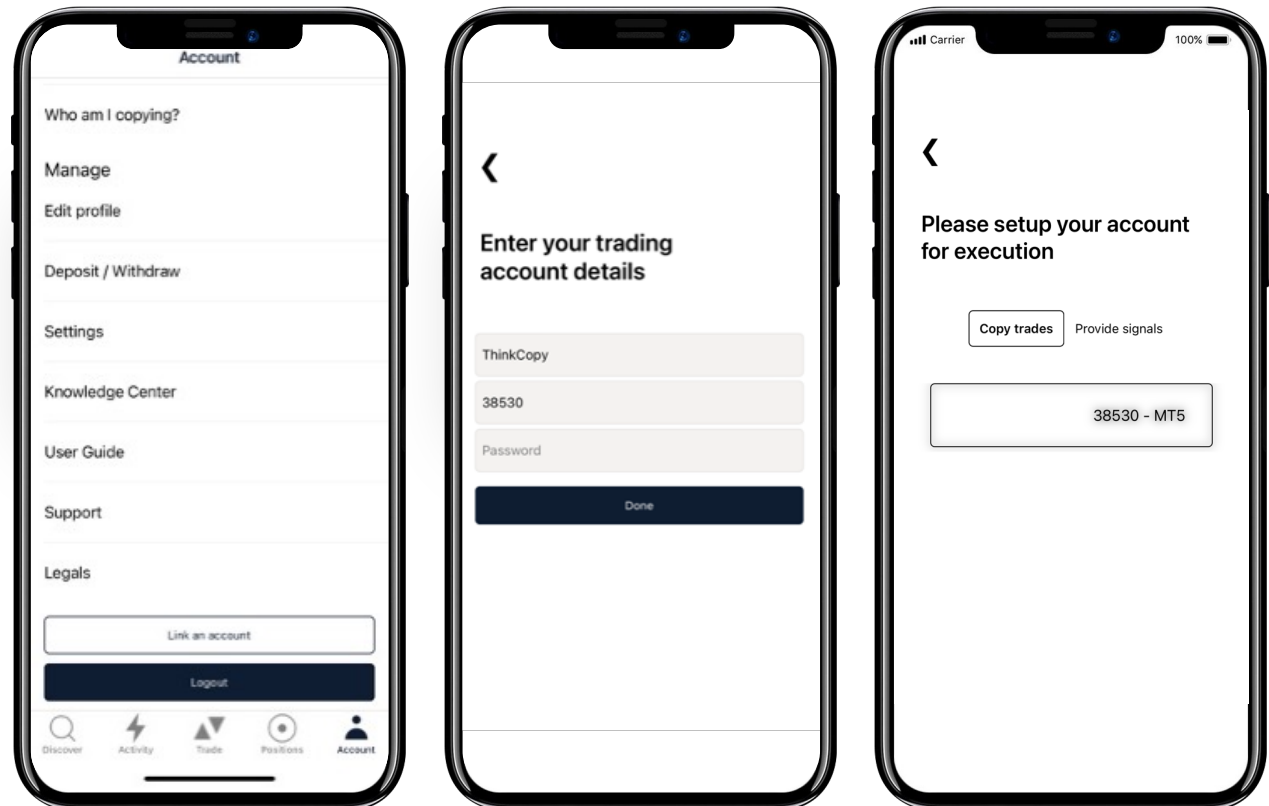 Account
Who am I copying?
Manage
Edit profile
Deposit / Withdraw
Settings
Knowledge Center
User Guide
Support
Legals
Link an account
Logout
Discover
Activity
Trade
Positions
Account
Enter your trading
account details
ThinkCopy
38530
Password
Done
Carrier
100%
Please setup your account
for execution
Copy trades
Provide signals
38530 - MT5